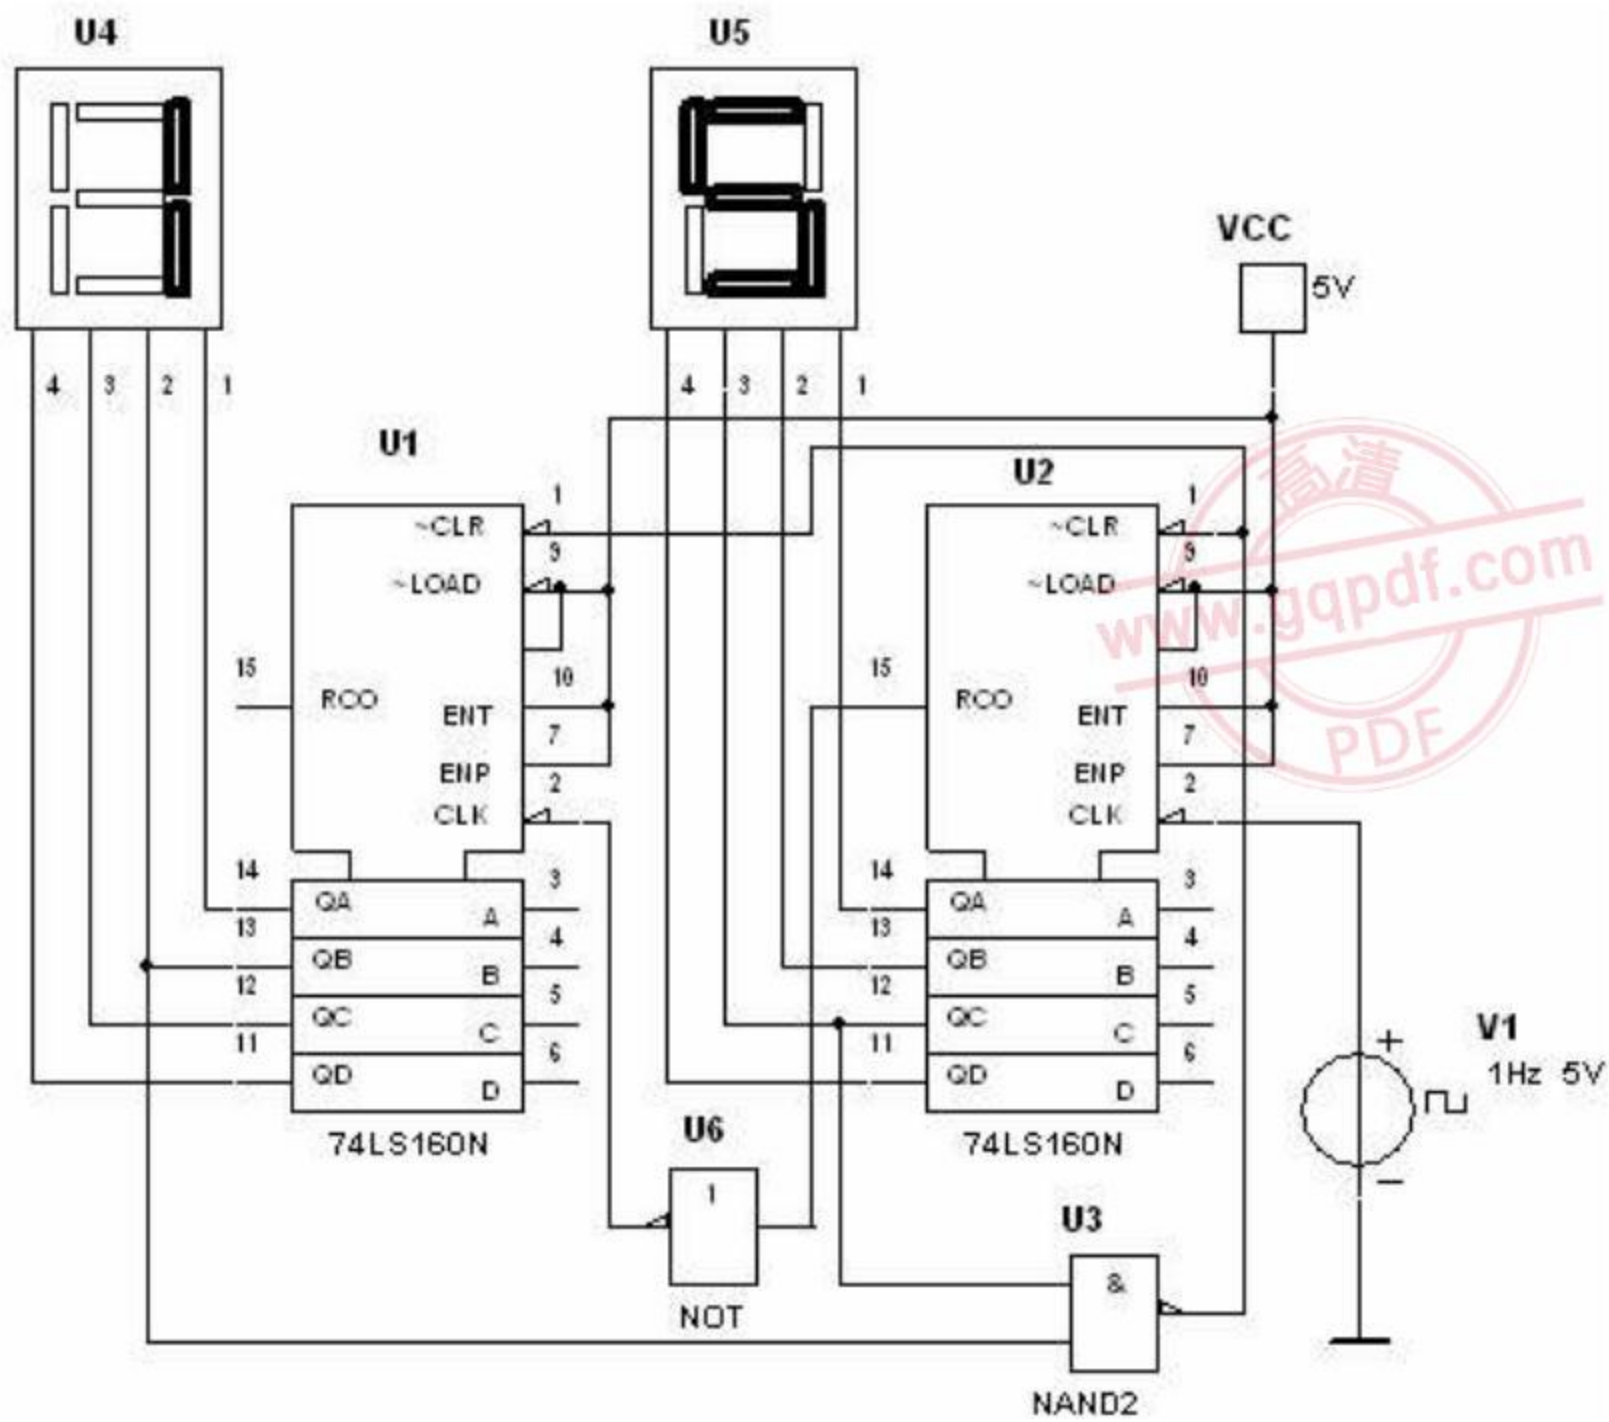 U4
U5
VCC
5V
4 3 2 1
4 3 2 1
U1
U2
1
~CLR
9
~LOAD
15
10
RCO
ENT
7
ENP
2
CLK
14
3
QA
A
13
4
QB
B
12
5
QC
C
11
6
QD
D
74LS160N
1
~CLR
9
~LOAD
15
10
RCO
ENT
7
ENP
2
CLK
14
3
QA
A
13
4
QB
B
12
5
QC
C
11
6
QD
D
74LS160N
高清
www.gqpdf.com
PDF
+
V1
1Hz 5V
−
U6
1
NOT
U3
&
NAND2